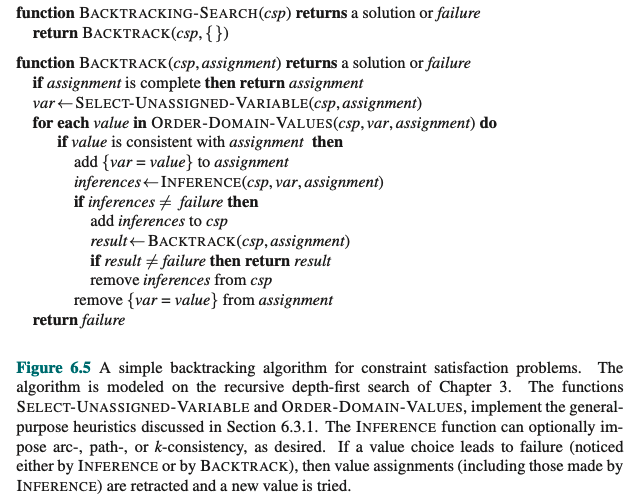 function BACKTRACKING-SEARCH(csp) returns a solution or failure
return BACKTRACK(csp, { })
function BACKTRACK(csp, assignment) returns a solution or failure
if assignment is complete then return assignment
var ← SELECT-UNASSIGNED-VARIABLE(csp, assignment)
for each value in ORDER-DOMAIN-VALUES(csp, var, assignment) do
if value is consistent with assignment then
add {var = value} to assignment
inferences ← INFERENCE(csp, var, assignment)
if inferences ≠ failure then
add inferences to csp
result ← BACKTRACK(csp, assignment)
if result ≠ failure then return result
remove inferences from csp
remove {var = value} from assignment
return failure
Figure 6.5 A simple backtracking algorithm for constraint satisfaction problems. The
algorithm is modeled on the recursive depth-first search of Chapter 3. The functions
SELECT-UNASSIGNED-VARIABLE and ORDER-DOMAIN-VALUES, implement the general-
purpose heuristics discussed in Section 6.3.1. The INFERENCE function can optionally im-
pose arc-, path-, or k-consistency, as desired. If a value choice leads to failure (noticed
either by INFERENCE or by BACKTRACK), then value assignments (including those made by
INFERENCE) are retracted and a new value is tried.